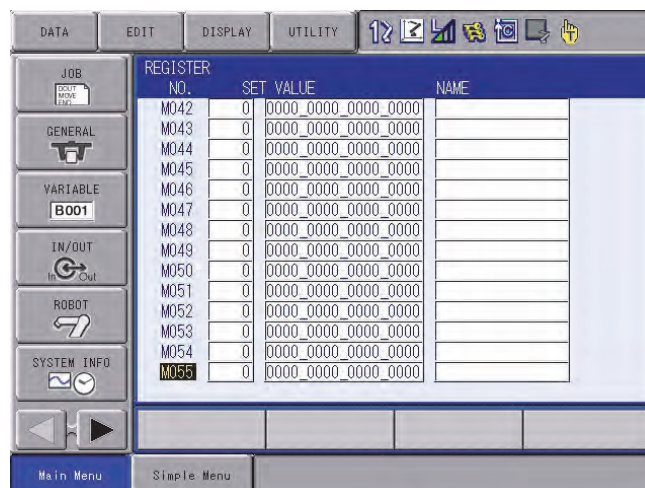 DATA EDIT DISPLAY UTILITY
JOB
DOUT
MOVE
END
GENERAL
VARIABLE
B001
IN/OUT
In Out
ROBOT
SYSTEM INFO
REGISTER
NO. SET VALUE NAME
M042 0 0000_0000_0000_0000
M043 0 0000_0000_0000_0000
M044 0 0000_0000_0000_0000
M045 0 0000_0000_0000_0000
M046 0 0000_0000_0000_0000
M047 0 0000_0000_0000_0000
M048 0 0000_0000_0000_0000
M049 0 0000_0000_0000_0000
M050 0 0000_0000_0000_0000
M051 0 0000_0000_0000_0000
M052 0 0000_0000_0000_0000
M053 0 0000_0000_0000_0000
M054 0 0000_0000_0000_0000
M055 0 0000_0000_0000_0000
Main Menu Simple Menu